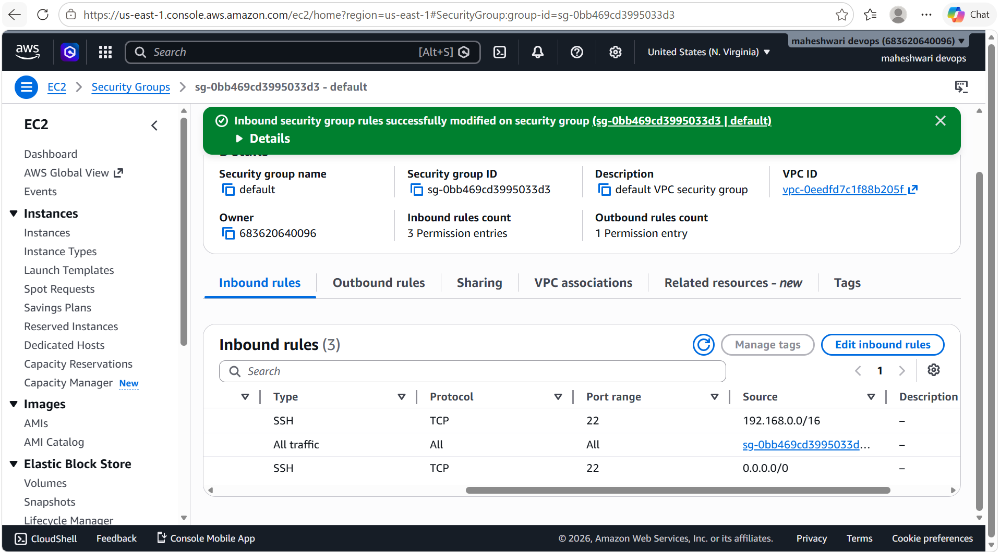 https://us-east-1.console.aws.amazon.com/ec2/home?region=us-east-1#SecurityGroup:group-id=sg-0bb469cd3995033d3
Chat
aws
Search
[Alt+S]
United States (N. Virginia)
maheshwari devops (683620640096)
maheshwari devops
EC2
Security Groups
sg-0bb469cd3995033d3 - default
EC2
Dashboard
AWS Global View
Events
Instances
Instances
Instance Types
Launch Templates
Spot Requests
Savings Plans
Reserved Instances
Dedicated Hosts
Capacity Reservations
Capacity Manager New
Images
AMIs
AMI Catalog
Elastic Block Store
Volumes
Snapshots
Lifecycle Manager
Inbound security group rules successfully modified on security group (sg-0bb469cd3995033d3 | default)
Details
Details
Security group name
default
Security group ID
sg-0bb469cd3995033d3
Description
default VPC security group
VPC ID
vpc-0eedfd7c1f88b205f
Owner
683620640096
Inbound rules count
3 Permission entries
Outbound rules count
1 Permission entry
Inbound rules
Outbound rules
Sharing
VPC associations
Related resources - new
Tags
Inbound rules (3)
Manage tags
Edit inbound rules
Search
1
Type Protocol Port range Source Description
SSH TCP 22 192.168.0.0/16 –
All traffic All All sg-0bb469cd3995033d... –
SSH TCP 22 0.0.0.0/0 –
CloudShell
Feedback
Console Mobile App
© 2026, Amazon Web Services, Inc. or its affiliates.
Privacy
Terms
Cookie preferences